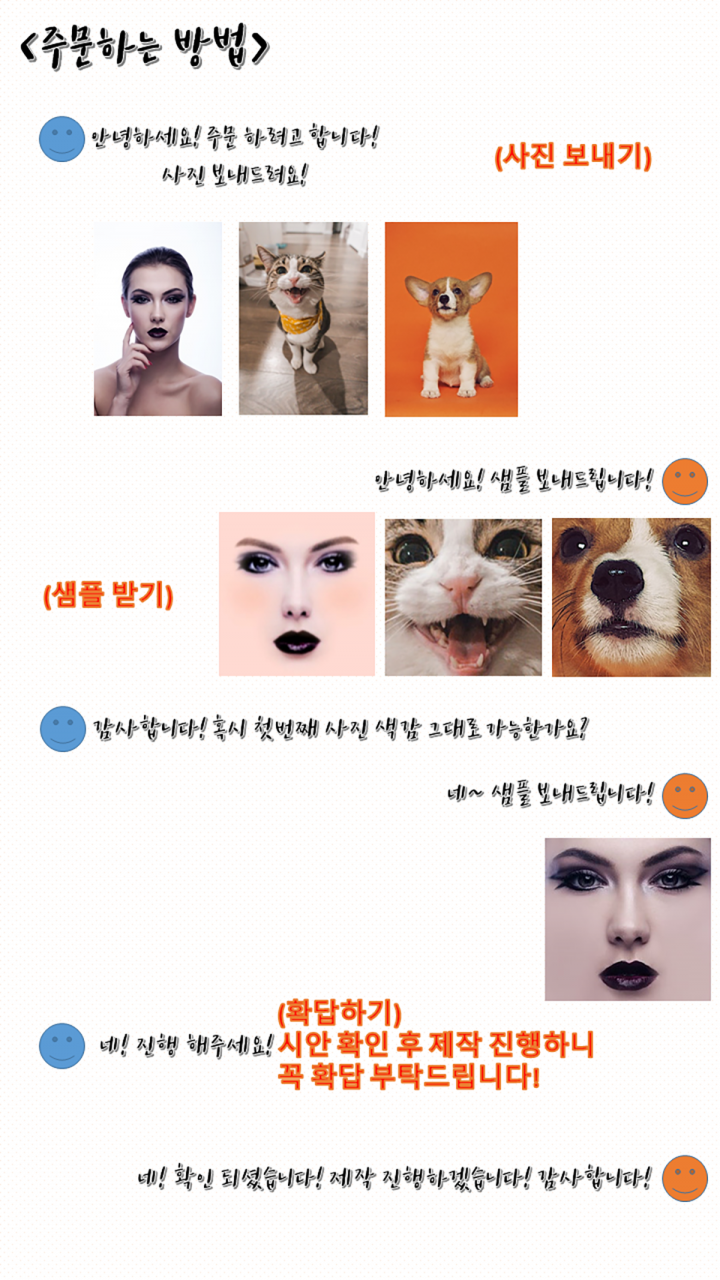 <주문하는 방법>
안녕하세요! 주문 하려고 합니다!
사진 보내드려요!
(사진 보내기)
안녕하세요! 샘플 보내드립니다!
(샘플 받기)
감사합니다! 혹시 첫번째 사진 색감 그대로 가능한가요?
네~ 샘플 보내드립니다!
(확답하기)
네! 진행 해주세요! 시안 확인 후 제작 진행하니
꼭 확답 부탁드립니다!
네! 확인 되셨습니다! 제작 진행하겠습니다! 감사합니다!